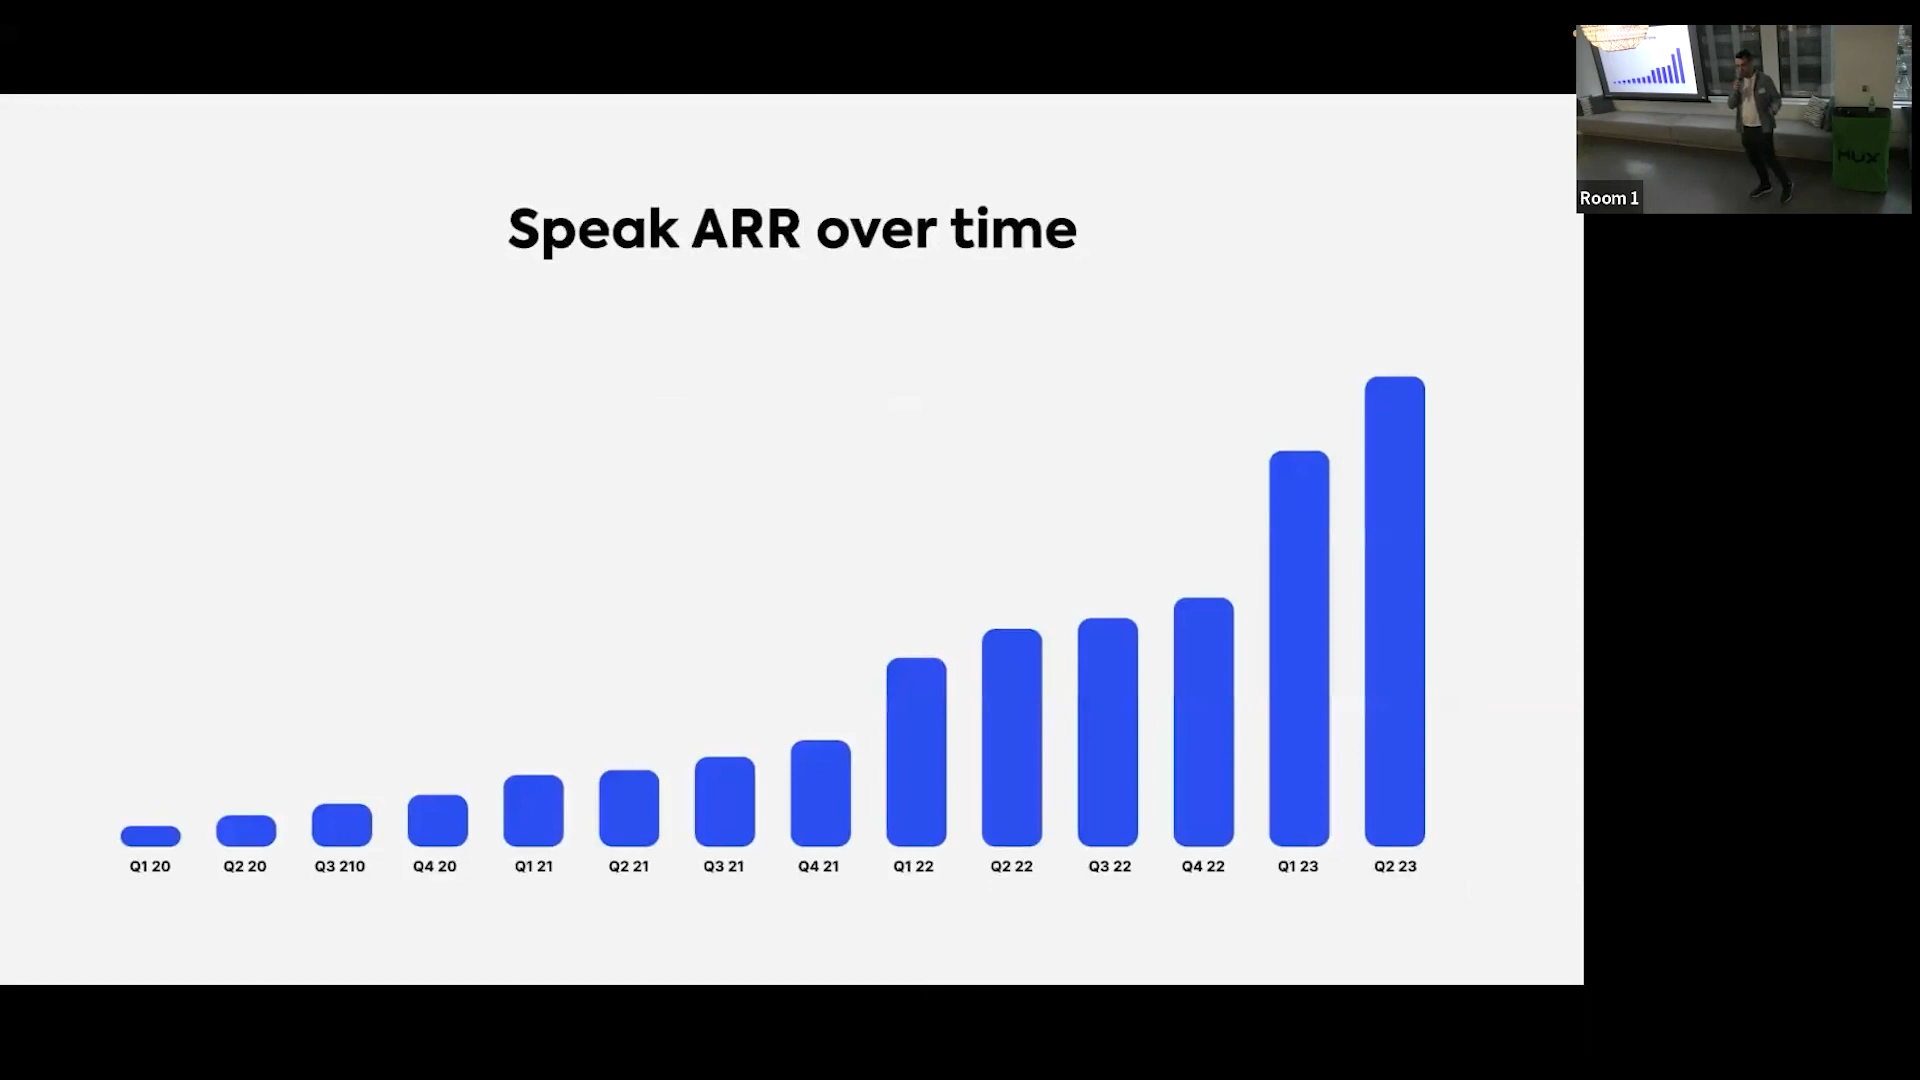 Speak ARR over time
Q1 20 Q2 20 Q3 210 Q4 20 Q1 21 Q2 21 Q3 21 Q4 21 Q1 22 Q2 22 Q3 22 Q4 22 Q1 23 Q2 23
MUX
Room 1